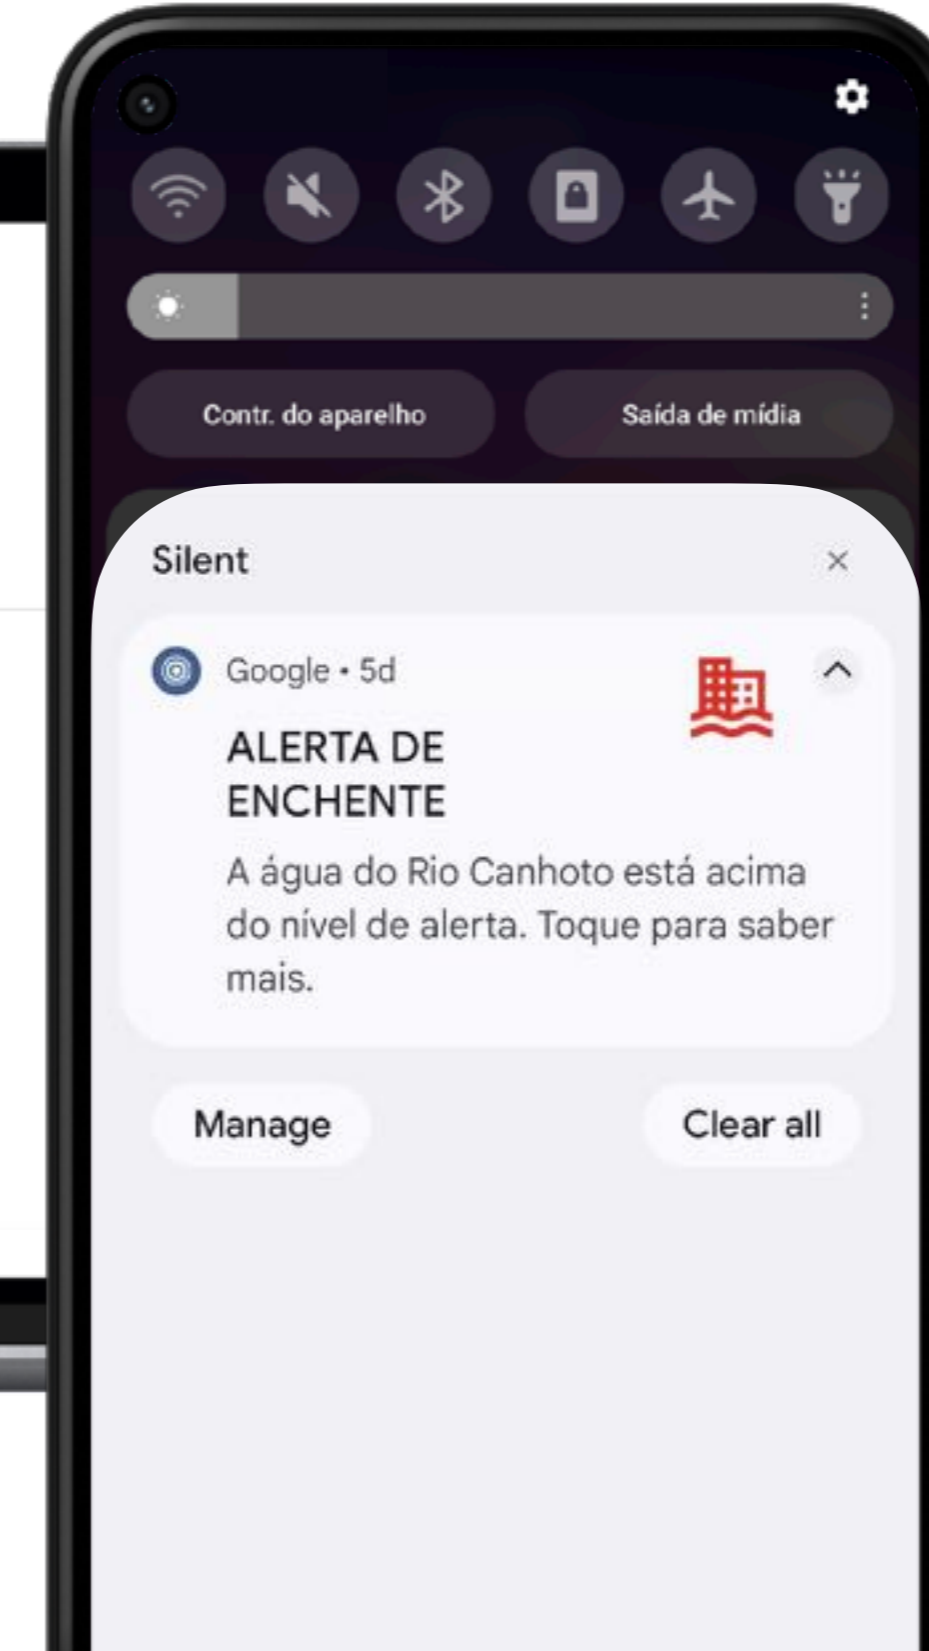 Contr. do aparelho
Saída de mídia
Silent
Google • 5d
ALERTA DE
ENCHENTE
A água do Rio Canhoto está acima
do nível de alerta. Toque para saber
mais.
Manage
Clear all